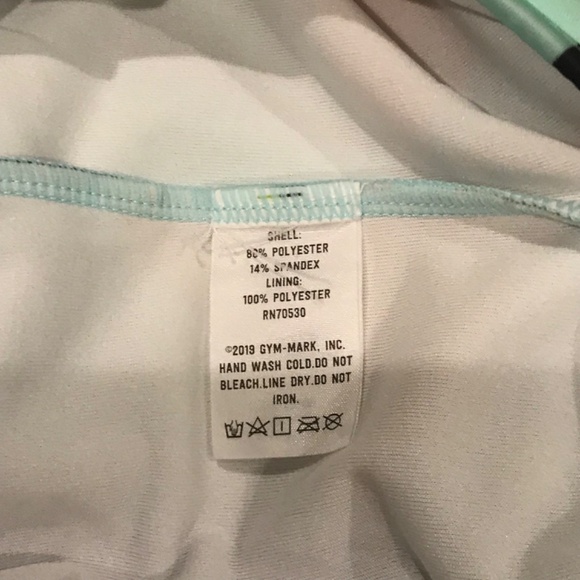 SHELL:
86% POLYESTER
14% SPANDEX
LINING:
100% POLYESTER
RN70530
©2019 GYM-MARK, INC.
HAND WASH COLD.DO NOT
BLEACH.LINE DRY.DO NOT
IRON.